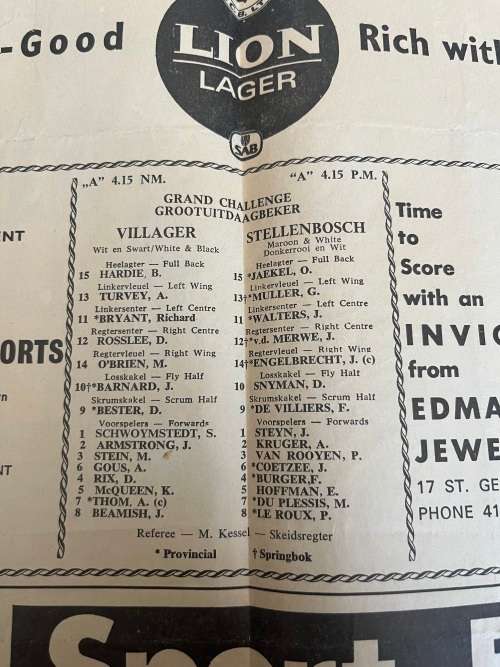 -Good
LION
LAGER
SAB
Rich with
„A" 4.15 NM.
"A" 4.15 P.M.
GRAND CHALLENGE
GROOTUITDAAGBEKER
VILLAGER
Wit en Swart/White & Black
Heelagter — Full Back
15 HARDIE, B.
Linkervleuel — Left Wing
13 TURVEY, A.
Linkersenter — Left Centre
11 *BRYANT, Richard
Regtersenter — Right Centre
12 ROSSLEE, D.
Regtervleuel — Right Wing
14 O'BRIEN, M.
Losskakel — Fly Half
10†*BARNARD, J.
Skrumskakel — Scrum Half
9 *BESTER, D.
Voorspelers — Forwards
1 SCHWOYMSTEDT, S.
2 ARMSTRONG, J.
3 STEIN, M.
6 GOUS, A.
4 RIX, D.
5 McQUEEN, K.
7 *THOM, A. (c)
8 BEAMISH, J.
STELLENBOSCH
Maroon & White
Donkerrooi en Wit
Heelagter — Full Back
15 *JAEKEL, O.
Linkervleuel — Left Wing
13†*MULLER, G.
Linkersenter — Left Centre
11 *WALTERS, J.
Regtersenter — Right Centre
12†*v.d. MERWE, J.
Regtervleuel — Right Wing
14†*ENGELBRECHT, J. (c)
Losskakel — Fly Half
10 SNYMAN, D.
Skrumskakel — Scrum Half
9 *DE VILLIERS, F.
Voorspelers — Forwards
1 STEYN, J.
2 KRUGER, A.
3 VAN ROOYEN, P.
6 *COETZEE, J.
4 *BURGER,F.
5 HOFFMAN, E.
7 *DU PLESSIS, M.
8 *LE ROUX, P.
Referee — M. Kessel — Skeidsregter
* Provincial
† Springbok
ENT
ORTS
NT
Time
to
Score
with an
INVIC
from
EDMA
JEWE
17 ST. GE
PHONE 41